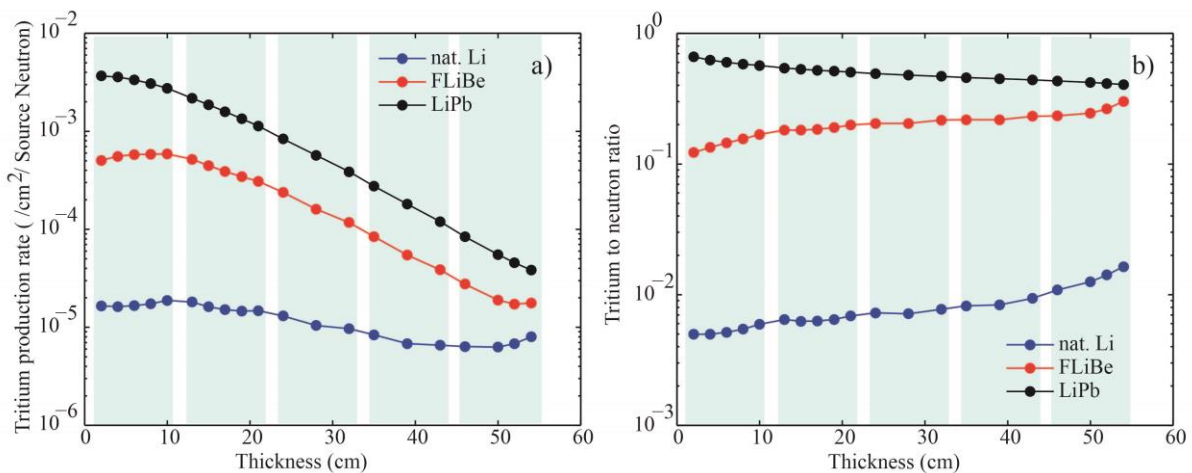 Tritium production rate ( /cm²/ Source Neutron)
10⁻²
10⁻³
10⁻⁴
10⁻⁵
10⁻⁶
nat. Li
FLiBe
LiPb
a)
0 10 20 30 40 50 60
Thickness (cm)
Tritium to neutron ratio
10⁰
10⁻¹
10⁻²
10⁻³
b)
nat. Li
FLiBe
LiPb
0 10 20 30 40 50 60
Thickness (cm)